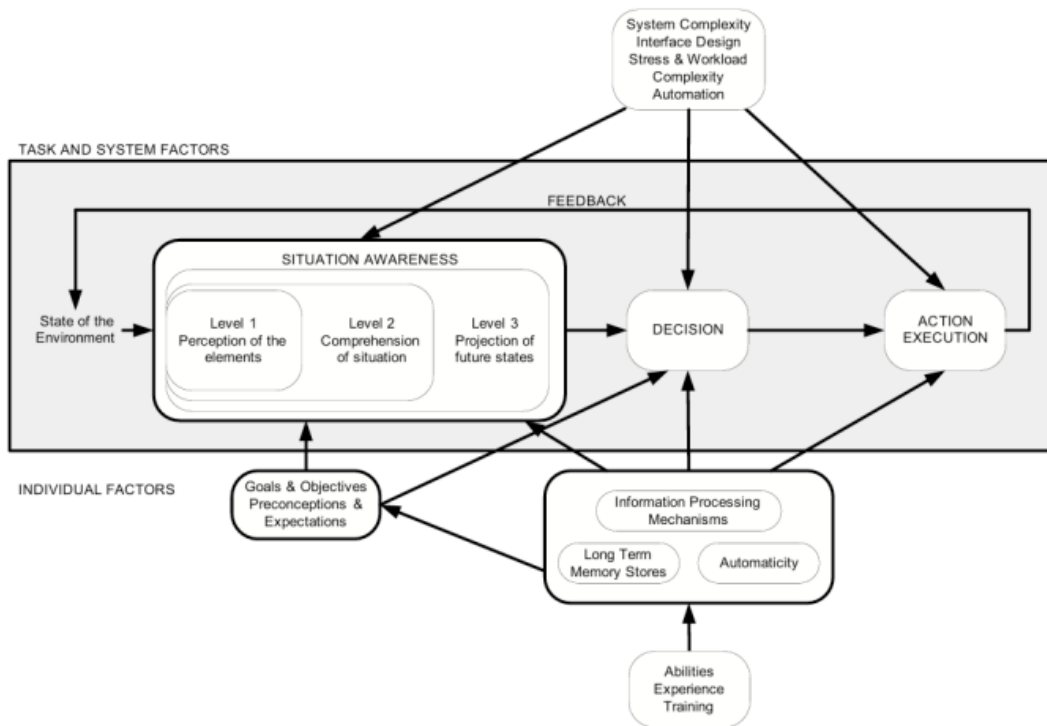 System Complexity
Interface Design
Stress & Workload
Complexity
Automation
TASK AND SYSTEM FACTORS
FEEDBACK
SITUATION AWARENESS
State of the
Environment
Level 1
Perception of the
elements
Level 2
Comprehension
of situation
Level 3
Projection of
future states
DECISION
ACTION
EXECUTION
INDIVIDUAL FACTORS
Goals & Objectives
Preconceptions &
Expectations
Information Processing
Mechanisms
Long Term
Memory Stores
Automaticity
Abilities
Experience
Training